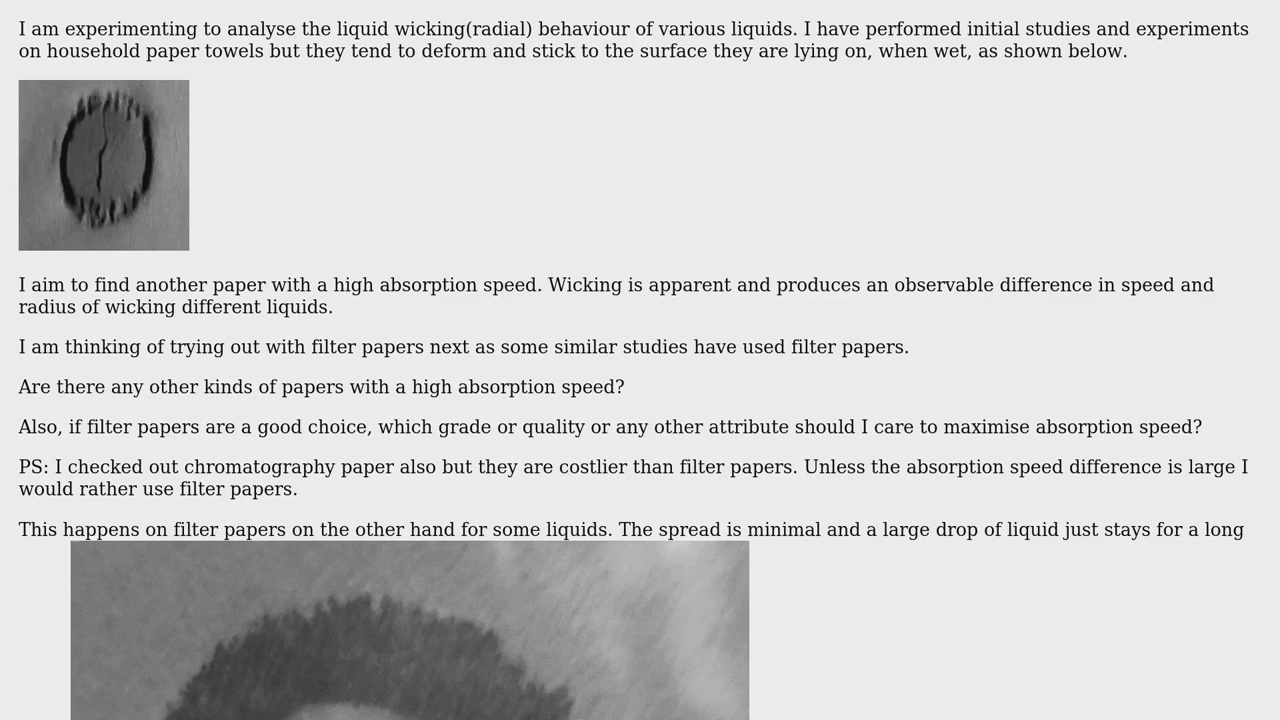 I am experimenting to analyse the liquid wicking(radial) behaviour of various liquids. I have performed initial studies and experiments
on household paper towels but they tend to deform and stick to the surface they are lying on, when wet, as shown below.
I aim to find another paper with a high absorption speed. Wicking is apparent and produces an observable difference in speed and
radius of wicking different liquids.
I am thinking of trying out with filter papers next as some similar studies have used filter papers.
Are there any other kinds of papers with a high absorption speed?
Also, if filter papers are a good choice, which grade or quality or any other attribute should I care to maximise absorption speed?
PS: I checked out chromatography paper also but they are costlier than filter papers. Unless the absorption speed difference is large I
would rather use filter papers.
This happens on filter papers on the other hand for some liquids. The spread is minimal and a large drop of liquid just stays for a long